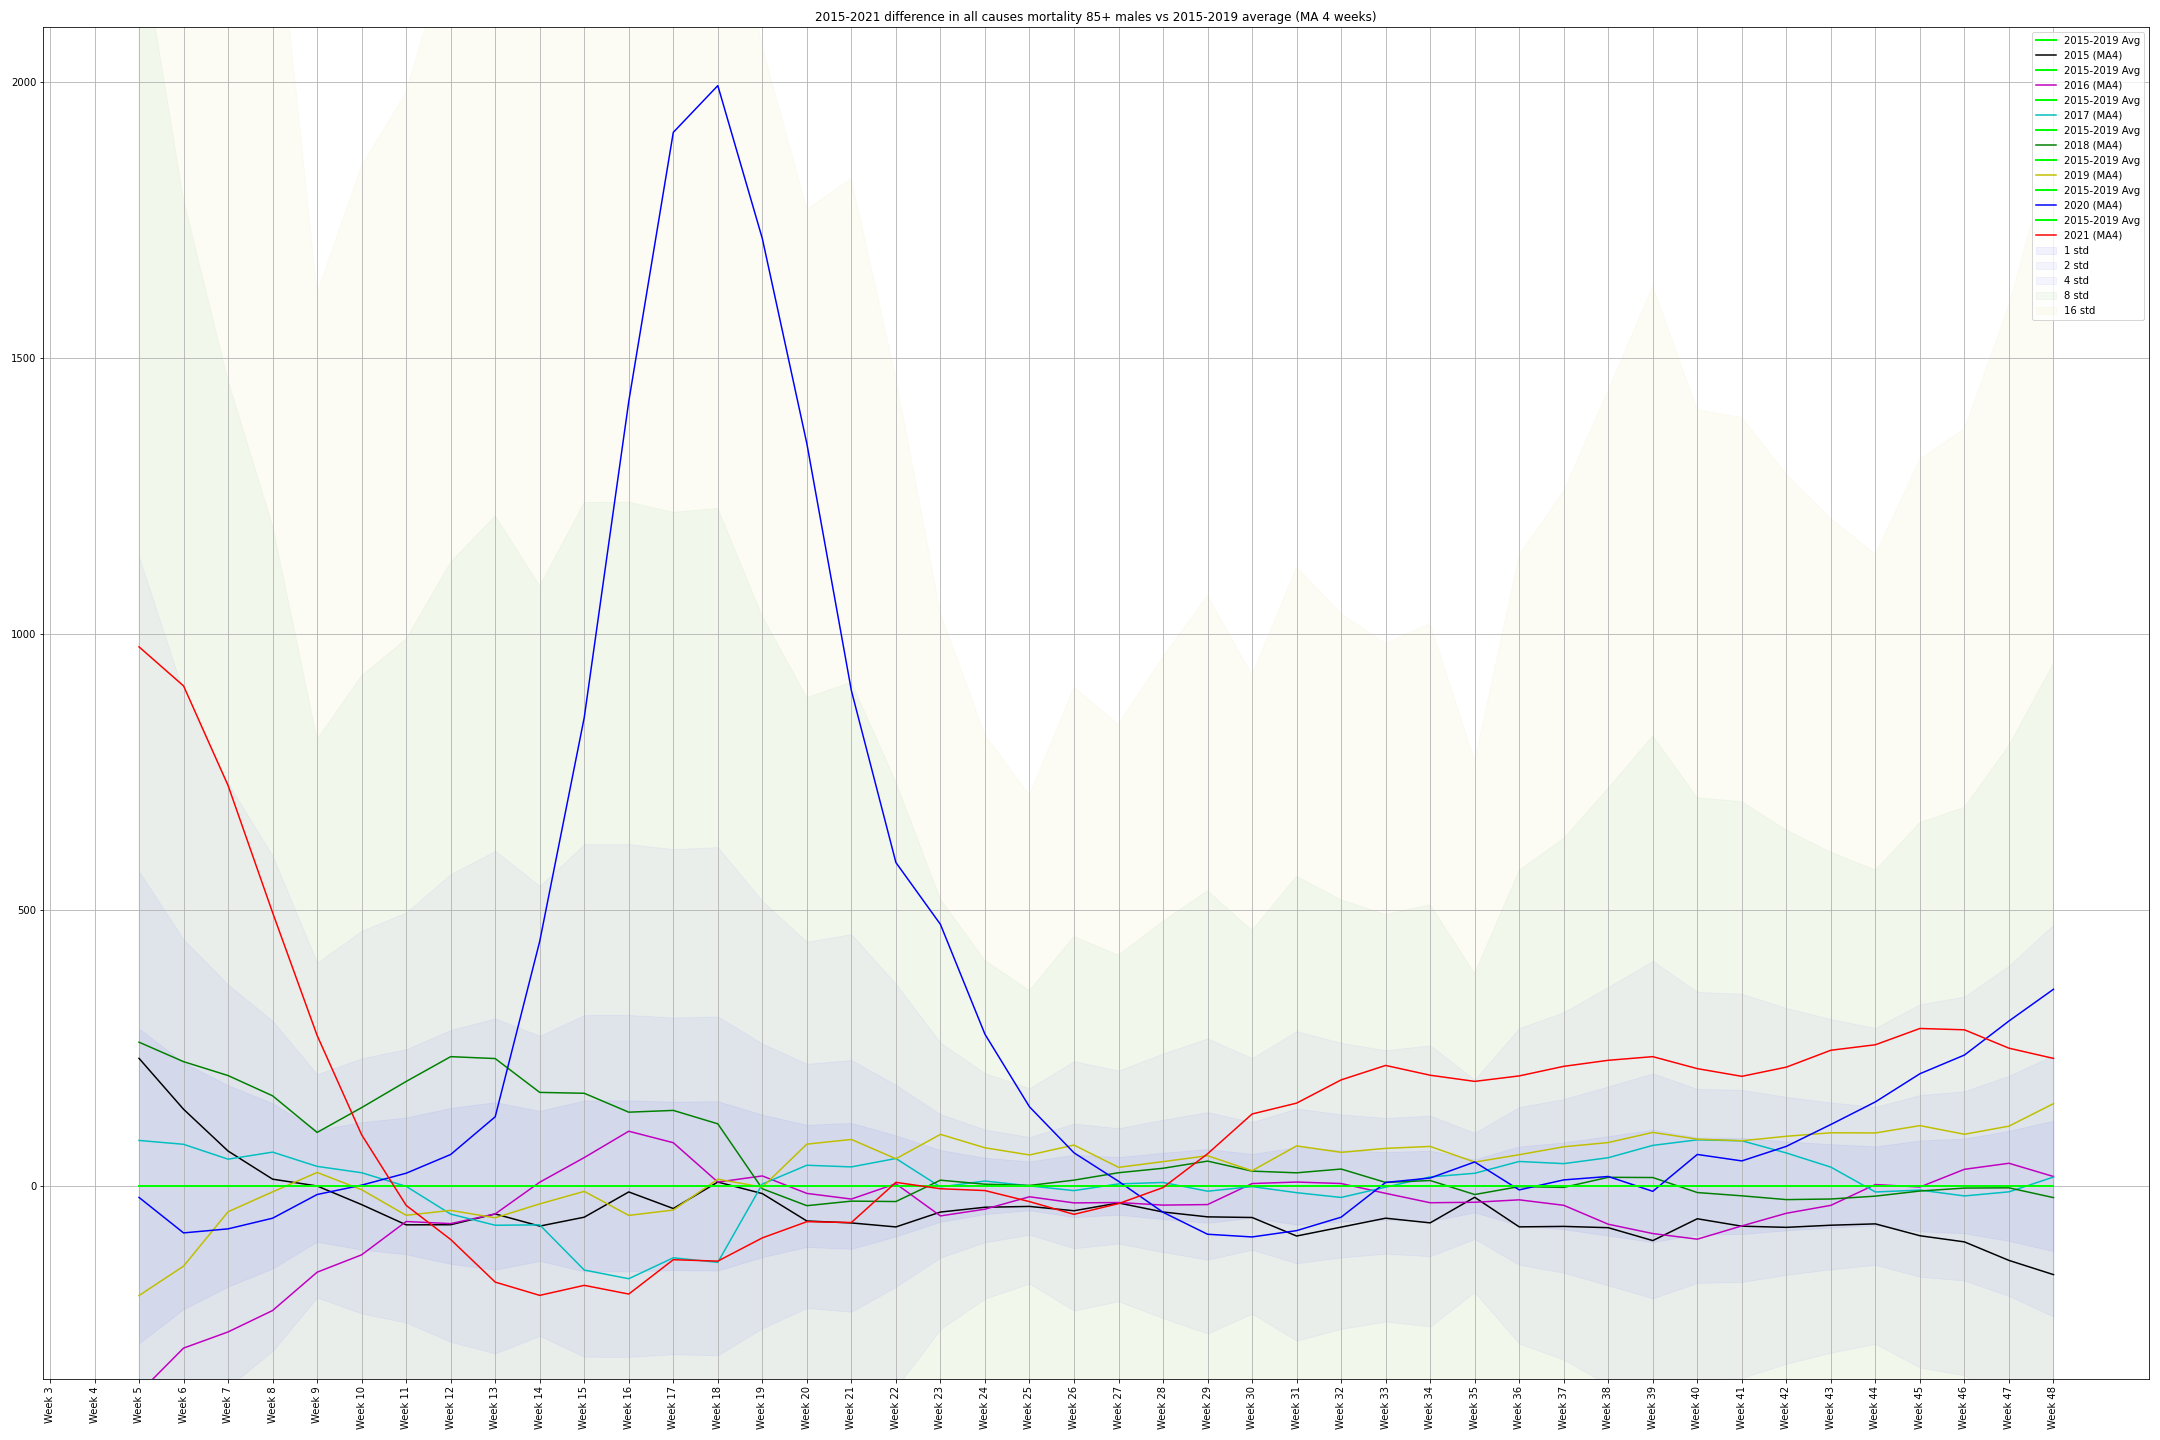 2015-2021 difference in all causes mortality 85+ males vs 2015-2019 average (MA 4 weeks)
2015-2019 Avg
2015 (MA4)
2015-2019 Avg
2016 (MA4)
2015-2019 Avg
2017 (MA4)
2015-2019 Avg
2018 (MA4)
2015-2019 Avg
2019 (MA4)
2015-2019 Avg
2020 (MA4)
2015-2019 Avg
2021 (MA4)
1 std
2 std
4 std
8 std
16 std
2000
1500
1000
500
0
Week 3
Week 4
Week 5
Week 6
Week 7
Week 8
Week 9
Week 10
Week 11
Week 12
Week 13
Week 14
Week 15
Week 16
Week 17
Week 18
Week 19
Week 20
Week 21
Week 22
Week 23
Week 24
Week 25
Week 26
Week 27
Week 28
Week 29
Week 30
Week 31
Week 32
Week 33
Week 34
Week 35
Week 36
Week 37
Week 38
Week 39
Week 40
Week 41
Week 42
Week 43
Week 44
Week 45
Week 46
Week 47
Week 48